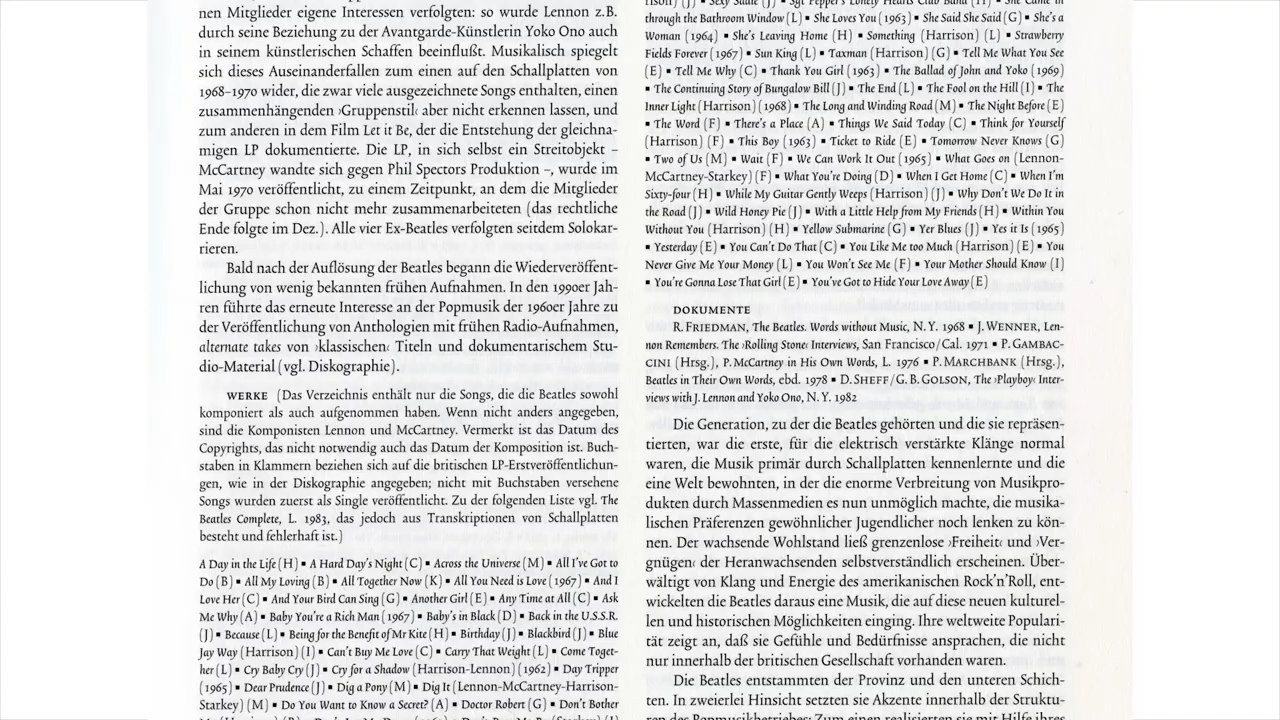 nen Mitglieder eigene Interessen verfolgten: so wurde Lennon z.B.
durch seine Beziehung zu der Avantgarde-Künstlerin Yoko Ono auch
in seinem künstlerischen Schaffen beeinflußt. Musikalisch spiegelt
sich dieses Auseinanderfallen zum einen auf den Schallplatten von
1968–1970 wider, die zwar viele ausgezeichnete Songs enthalten, einen
zusammenhängenden ›Gruppenstil‹ aber nicht erkennen lassen, und
zum anderen in dem Film Let it Be, der die Entstehung der gleichna-
migen LP dokumentierte. Die LP, in sich selbst ein Streitobjekt –
McCartney wandte sich gegen Phil Spectors Produktion –, wurde im
Mai 1970 veröffentlicht, zu einem Zeitpunkt, an dem die Mitglieder
der Gruppe schon nicht mehr zusammenarbeiteten (das rechtliche
Ende folgte im Dez.). Alle vier Ex-Beatles verfolgten seitdem Solokar-
rieren.
Bald nach der Auflösung der Beatles begann die Wiederveröffent-
lichung von wenig bekannten frühen Aufnahmen. In den 1990er Jah-
ren führte das erneute Interesse an der Popmusik der 1960er Jahre zu
der Veröffentlichung von Anthologien mit frühen Radio-Aufnahmen,
alternate takes von ›klassischen‹ Titeln und dokumentarischem Stu-
dio-Material (vgl. Diskographie).
WERKE (Das Verzeichnis enthält nur die Songs, die die Beatles sowohl
komponiert als auch aufgenommen haben. Wenn nicht anders angegeben,
sind die Komponisten Lennon und McCartney. Vermerkt ist das Datum des
Copyrights, das nicht notwendig auch das Datum der Komposition ist. Buch-
staben in Klammern beziehen sich auf die britischen LP-Erstveröffentlichun-
gen, wie in der Diskographie angegeben; nicht mit Buchstaben versehene
Songs wurden zuerst als Single veröffentlicht. Zu der folgenden Liste vgl. The
Beatles Complete, L. 1983, das jedoch aus Transkriptionen von Schallplatten
besteht und fehlerhaft ist.)
A Day in the Life (H) ▪ A Hard Day's Night (C) ▪ Across the Universe (M) ▪ All I've Got to
Do (B) ▪ All My Loving (B) ▪ All Together Now (K) ▪ All You Need is Love (1967) ▪ And I
Love Her (C) ▪ And Your Bird Can Sing (G) ▪ Another Girl (E) ▪ Any Time at All (C) ▪ Ask
Me Why (A) ▪ Baby You're a Rich Man (1967) ▪ Baby's in Black (D) ▪ Back in the U.S.S.R.
(J) ▪ Because (L) ▪ Being for the Benefit of Mr Kite (H) ▪ Birthday (J) ▪ Blackbird (J) ▪ Blue
Jay Way (Harrison) (I) ▪ Can't Buy Me Love (C) ▪ Carry That Weight (L) ▪ Come Toget-
her (L) ▪ Cry Baby Cry (J) ▪ Cry for a Shadow (Harrison-Lennon) (1962) ▪ Day Tripper
(1965) ▪ Dear Prudence (J) ▪ Dig a Pony (M) ▪ Dig It (Lennon-McCartney-Harrison-
Starkey) (M) ▪ Do You Want to Know a Secret? (A) ▪ Doctor Robert (G) ▪ Don't Bother
rison) (J) ▪ Sexy Sadie (J) ▪ Sgt Pepper's Lonely Hearts Club Band (H) ▪ She Came in
through the Bathroom Window (L) ▪ She Loves You (1963) ▪ She Said She Said (G) ▪ She's a
Woman (1964) ▪ She's Leaving Home (H) ▪ Something (Harrison) (L) ▪ Strawberry
Fields Forever (1967) ▪ Sun King (L) ▪ Taxman (Harrison) (G) ▪ Tell Me What You See
(E) ▪ Tell Me Why (C) ▪ Thank You Girl (1963) ▪ The Ballad of John and Yoko (1969)
▪ The Continuing Story of Bungalow Bill (J) ▪ The End (L) ▪ The Fool on the Hill (I) ▪ The
Inner Light (Harrison) (1968) ▪ The Long and Winding Road (M) ▪ The Night Before (E)
▪ The Word (F) ▪ There's a Place (A) ▪ Things We Said Today (C) ▪ Think for Yourself
(Harrison) (F) ▪ This Boy (1963) ▪ Ticket to Ride (E) ▪ Tomorrow Never Knows (G)
▪ Two of Us (M) ▪ Wait (F) ▪ We Can Work It Out (1965) ▪ What Goes on (Lennon-
McCartney-Starkey) (F) ▪ What You're Doing (D) ▪ When I Get Home (C) ▪ When I'm
Sixty-four (H) ▪ While My Guitar Gently Weeps (Harrison) (J) ▪ Why Don't We Do It in
the Road (J) ▪ Wild Honey Pie (J) ▪ With a Little Help from My Friends (H) ▪ Within You
Without You (Harrison) (H) ▪ Yellow Submarine (G) ▪ Yer Blues (J) ▪ Yes it Is (1965)
▪ Yesterday (E) ▪ You Can't Do That (C) ▪ You Like Me too Much (Harrison) (E) ▪ You
Never Give Me Your Money (L) ▪ You Won't See Me (F) ▪ Your Mother Should Know (I)
▪ You're Gonna Lose That Girl (E) ▪ You've Got to Hide Your Love Away (E)
DOKUMENTE
R. FRIEDMAN, The Beatles. Words without Music, N. Y. 1968 ▪ J. WENNER, Len-
non Remembers. The ›Rolling Stone‹ Interviews, San Francisco/Cal. 1971 ▪ P. GAMBAC-
CINI (Hrsg.), P. McCartney in His Own Words, L. 1976 ▪ P. MARCHBANK (Hrsg.),
Beatles in Their Own Words, ebd. 1978 ▪ D. SHEFF/G. B. GOLSON, The ›Playboy‹ Inter-
views with J. Lennon and Yoko Ono, N. Y. 1982
Die Generation, zu der die Beatles gehörten und die sie repräsen-
tierten, war die erste, für die elektrisch verstärkte Klänge normal
waren, die Musik primär durch Schallplatten kennenlernte und die
eine Welt bewohnten, in der die enorme Verbreitung von Musikpro-
dukten durch Massenmedien es nun unmöglich machte, die musika-
lischen Präferenzen gewöhnlicher Jugendlicher noch lenken zu kön-
nen. Der wachsende Wohlstand ließ grenzenlose ›Freiheit‹ und ›Ver-
gnügen‹ der Heranwachsenden selbstverständlich erscheinen. Über-
wältigt von Klang und Energie des amerikanischen Rock'n'Roll, ent-
wickelten die Beatles daraus eine Musik, die auf diese neuen kulturel-
len und historischen Möglichkeiten einging. Ihre weltweite Populari-
tät zeigt an, daß sie Gefühle und Bedürfnisse ansprachen, die nicht
nur innerhalb der britischen Gesellschaft vorhanden waren.
Die Beatles entstammten der Provinz und den unteren Schich-
ten. In zweierlei Hinsicht setzten sie Akzente innerhalb der Struktu-
ren des Popmusikbetriebes: Zum einen realisierten sie mit Hilfe ihres